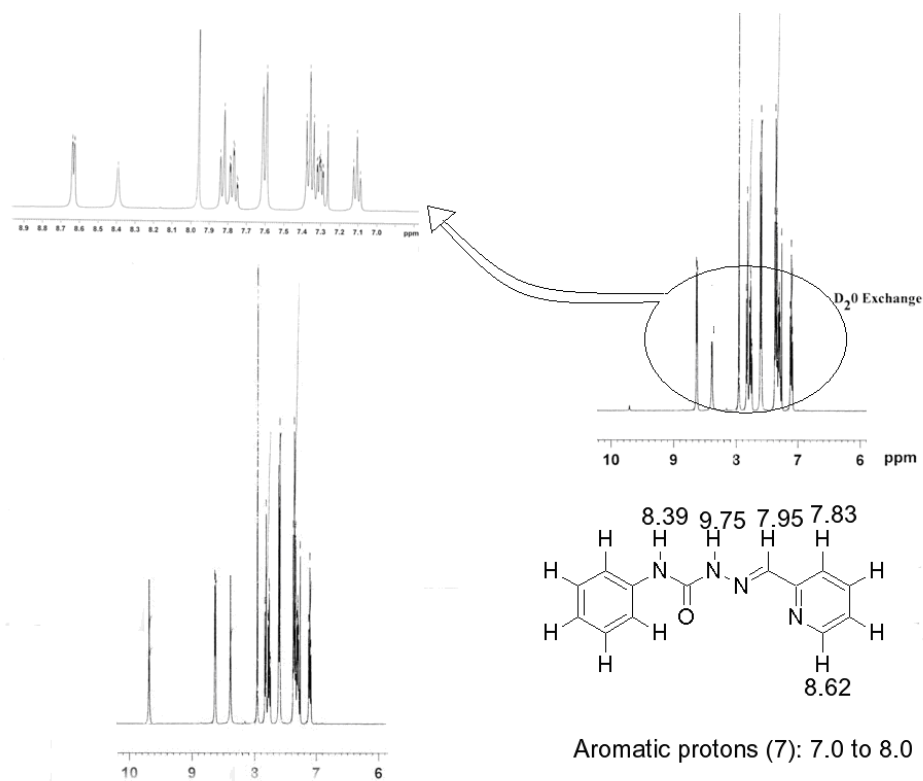 8.9 8.8 8.7 8.6 8.5 8.4 8.3 8.2 8.1 8.0 7.9 7.8 7.7 7.6 7.5 7.4 7.3 7.2 7.1 7.0 ppm
D20 Exchange
10 9 8 7 6 ppm
8.39 9.75 7.95 7.83
H H H H
H H
N N H
H H
N
O N
H H H
H H
8.62
10 9 8 7 6
Aromatic protons (7): 7.0 to 8.0